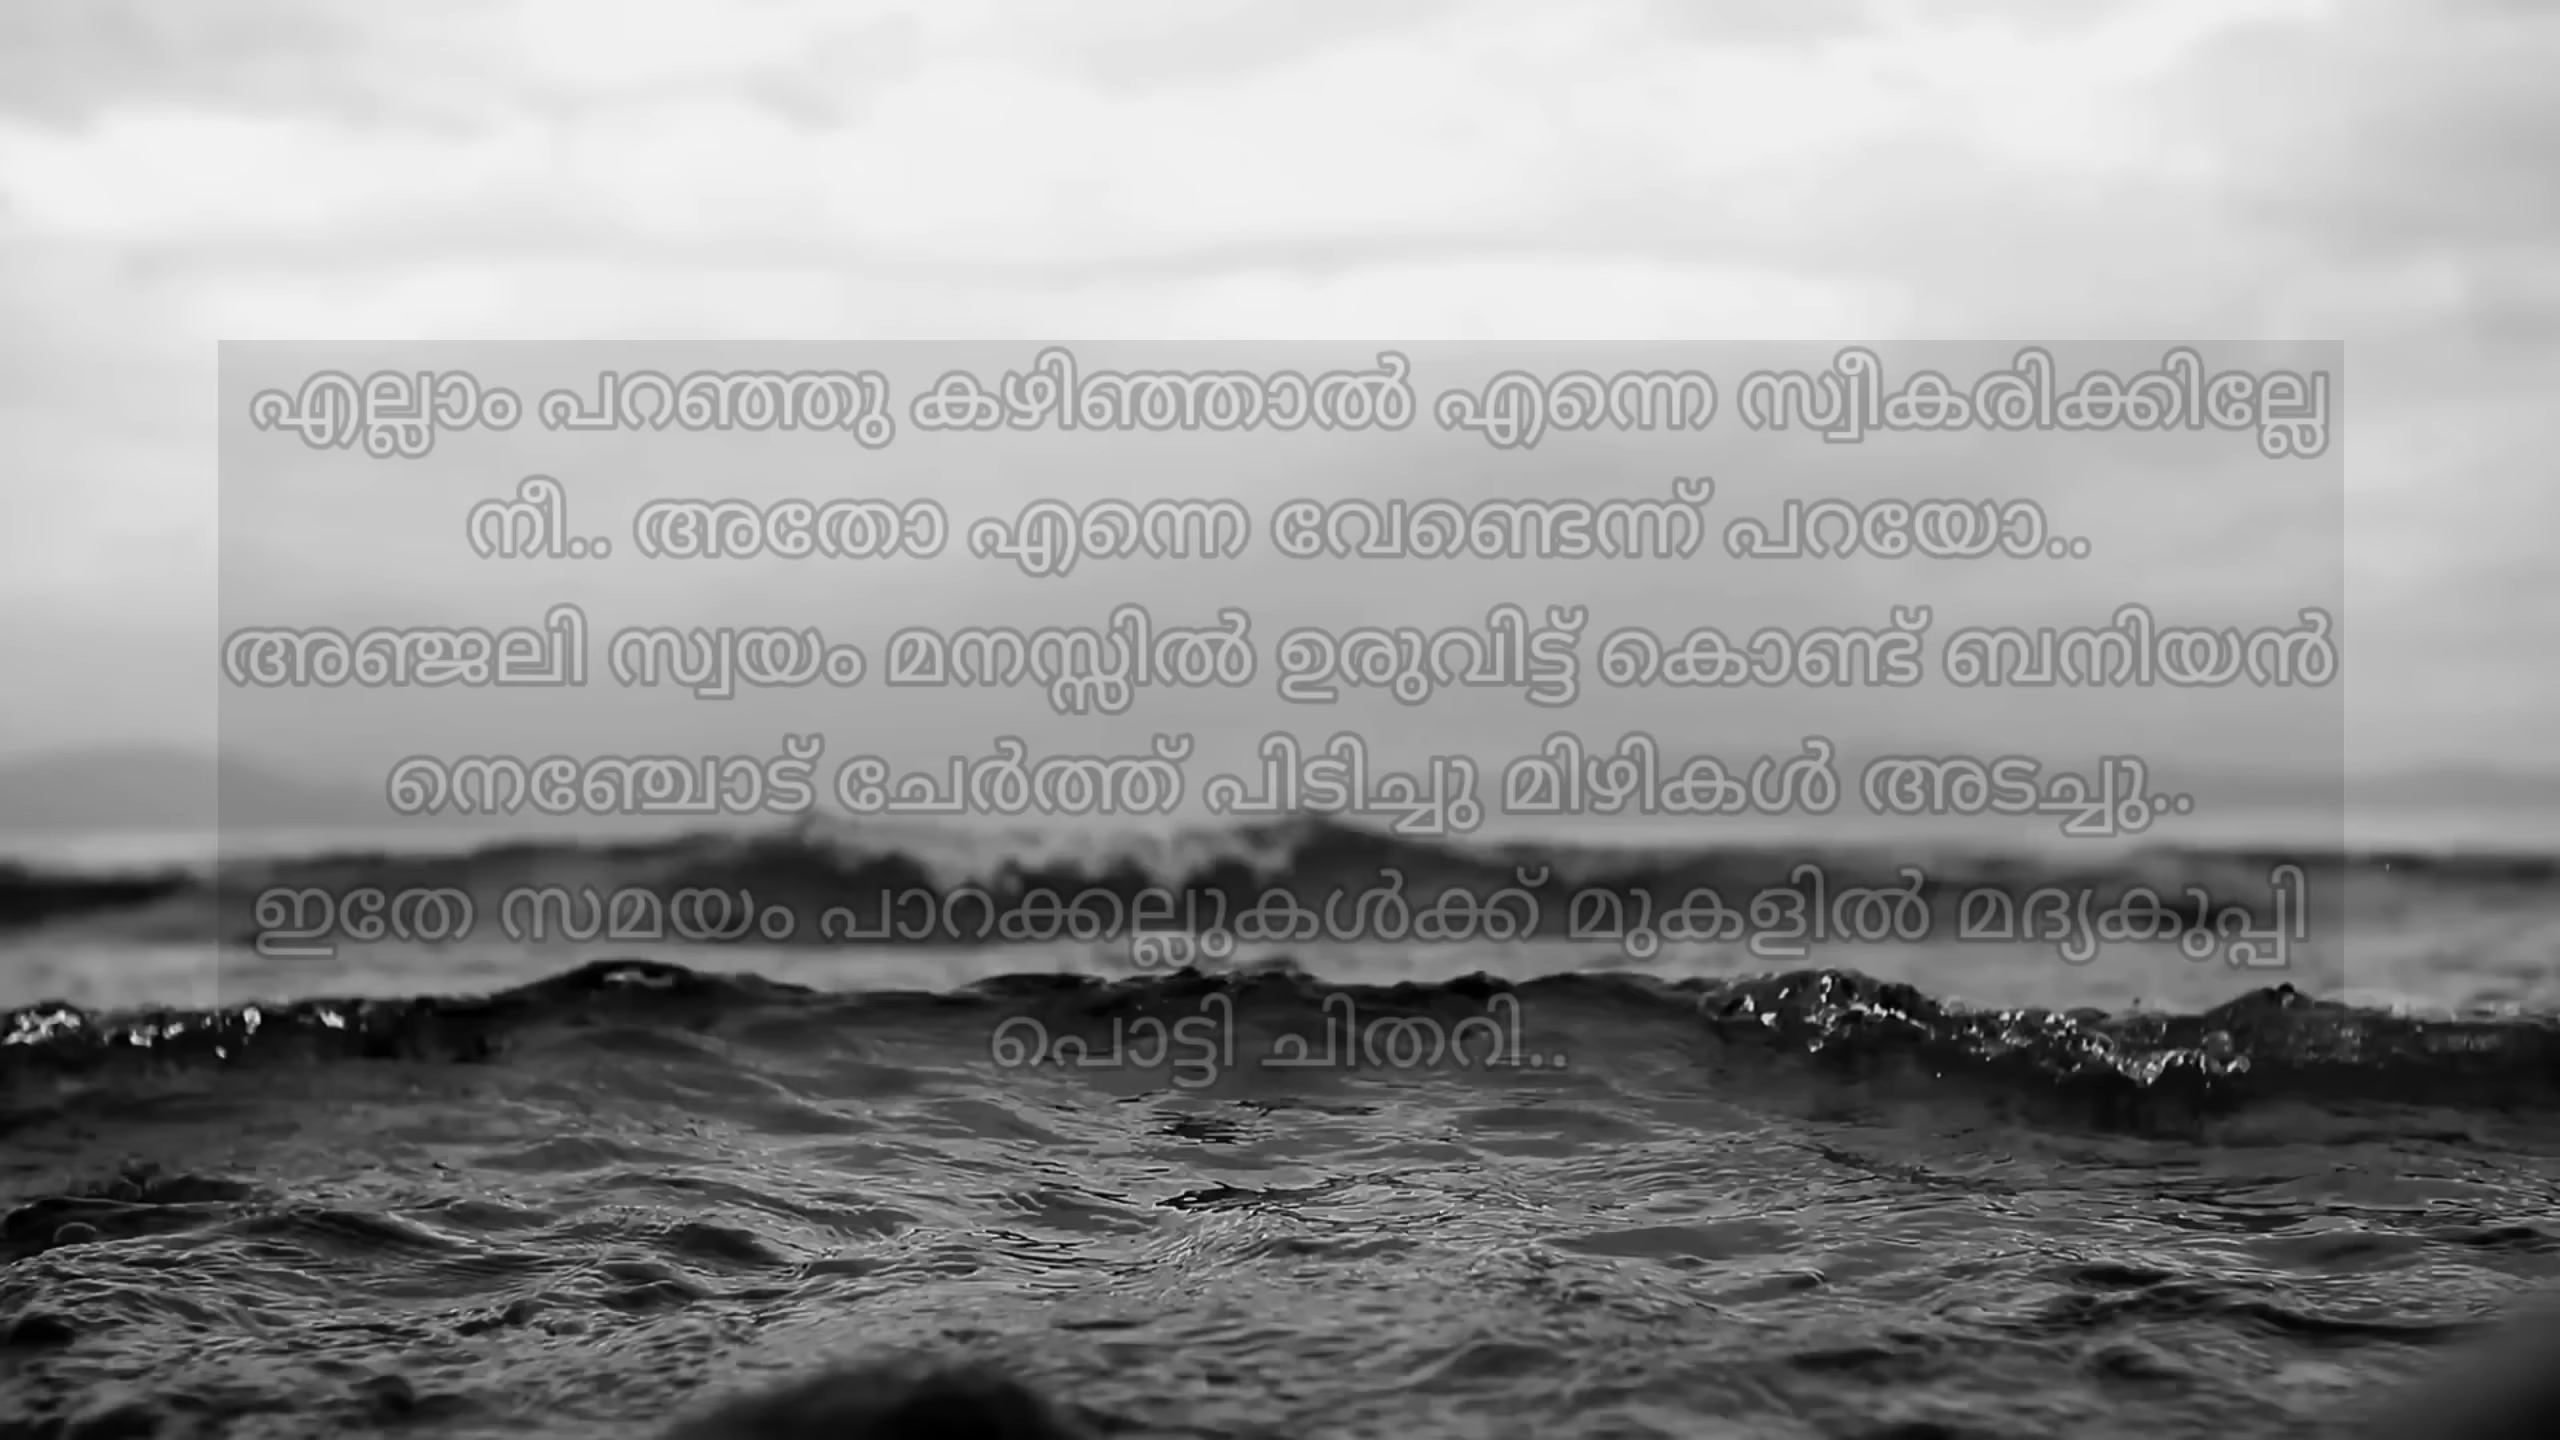 എല്ലാം പറഞ്ഞു കഴിഞ്ഞാൽ എന്നെ സ്വീകരിക്കില്ലേ
നീ.. അതോ എന്നെ വേണ്ടെന്ന് പറയോ..
അഞ്ജലി സ്വയം മനസ്സിൽ ഉരുവിട്ട് കൊണ്ട് ബനിയൻ
നെഞ്ചോട് ചേർത്ത് പിടിച്ചു മിഴികൾ അടച്ചു..
ഇതേ സമയം പാറക്കല്ലുകൾക്ക് മുകളിൽ മദ്യകുപ്പി
പൊട്ടി ചിതറി..